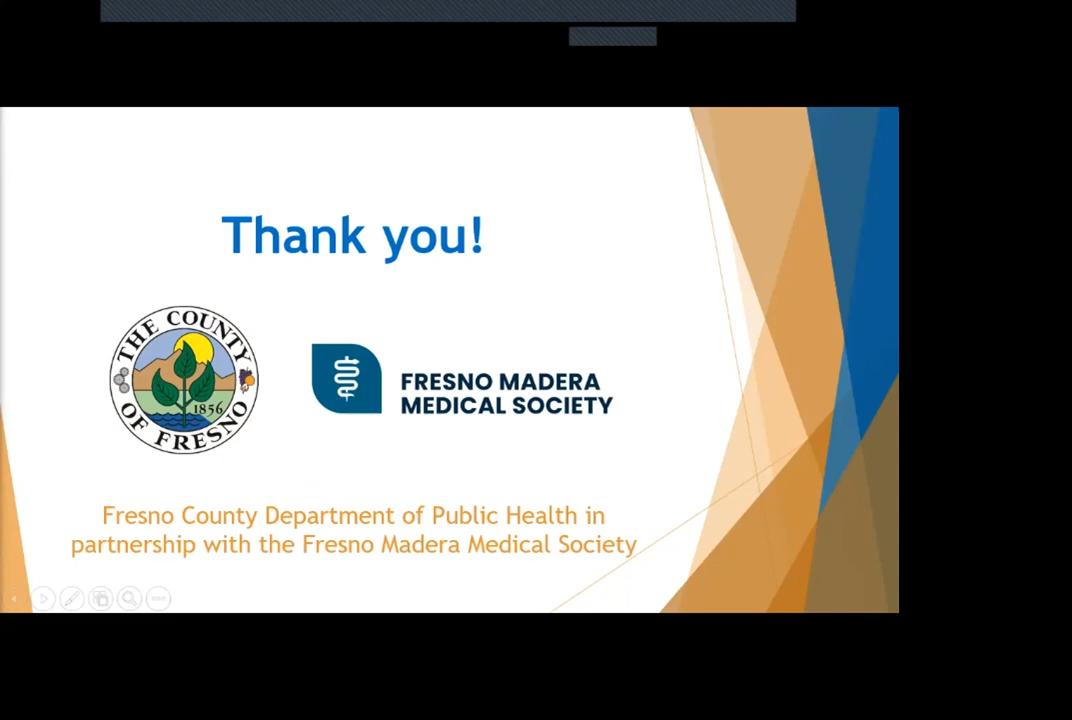 Thank you!
THE COUNTY
OF FRESNO
1856
FRESNO MADERA
MEDICAL SOCIETY
Fresno County Department of Public Health in
partnership with the Fresno Madera Medical Society